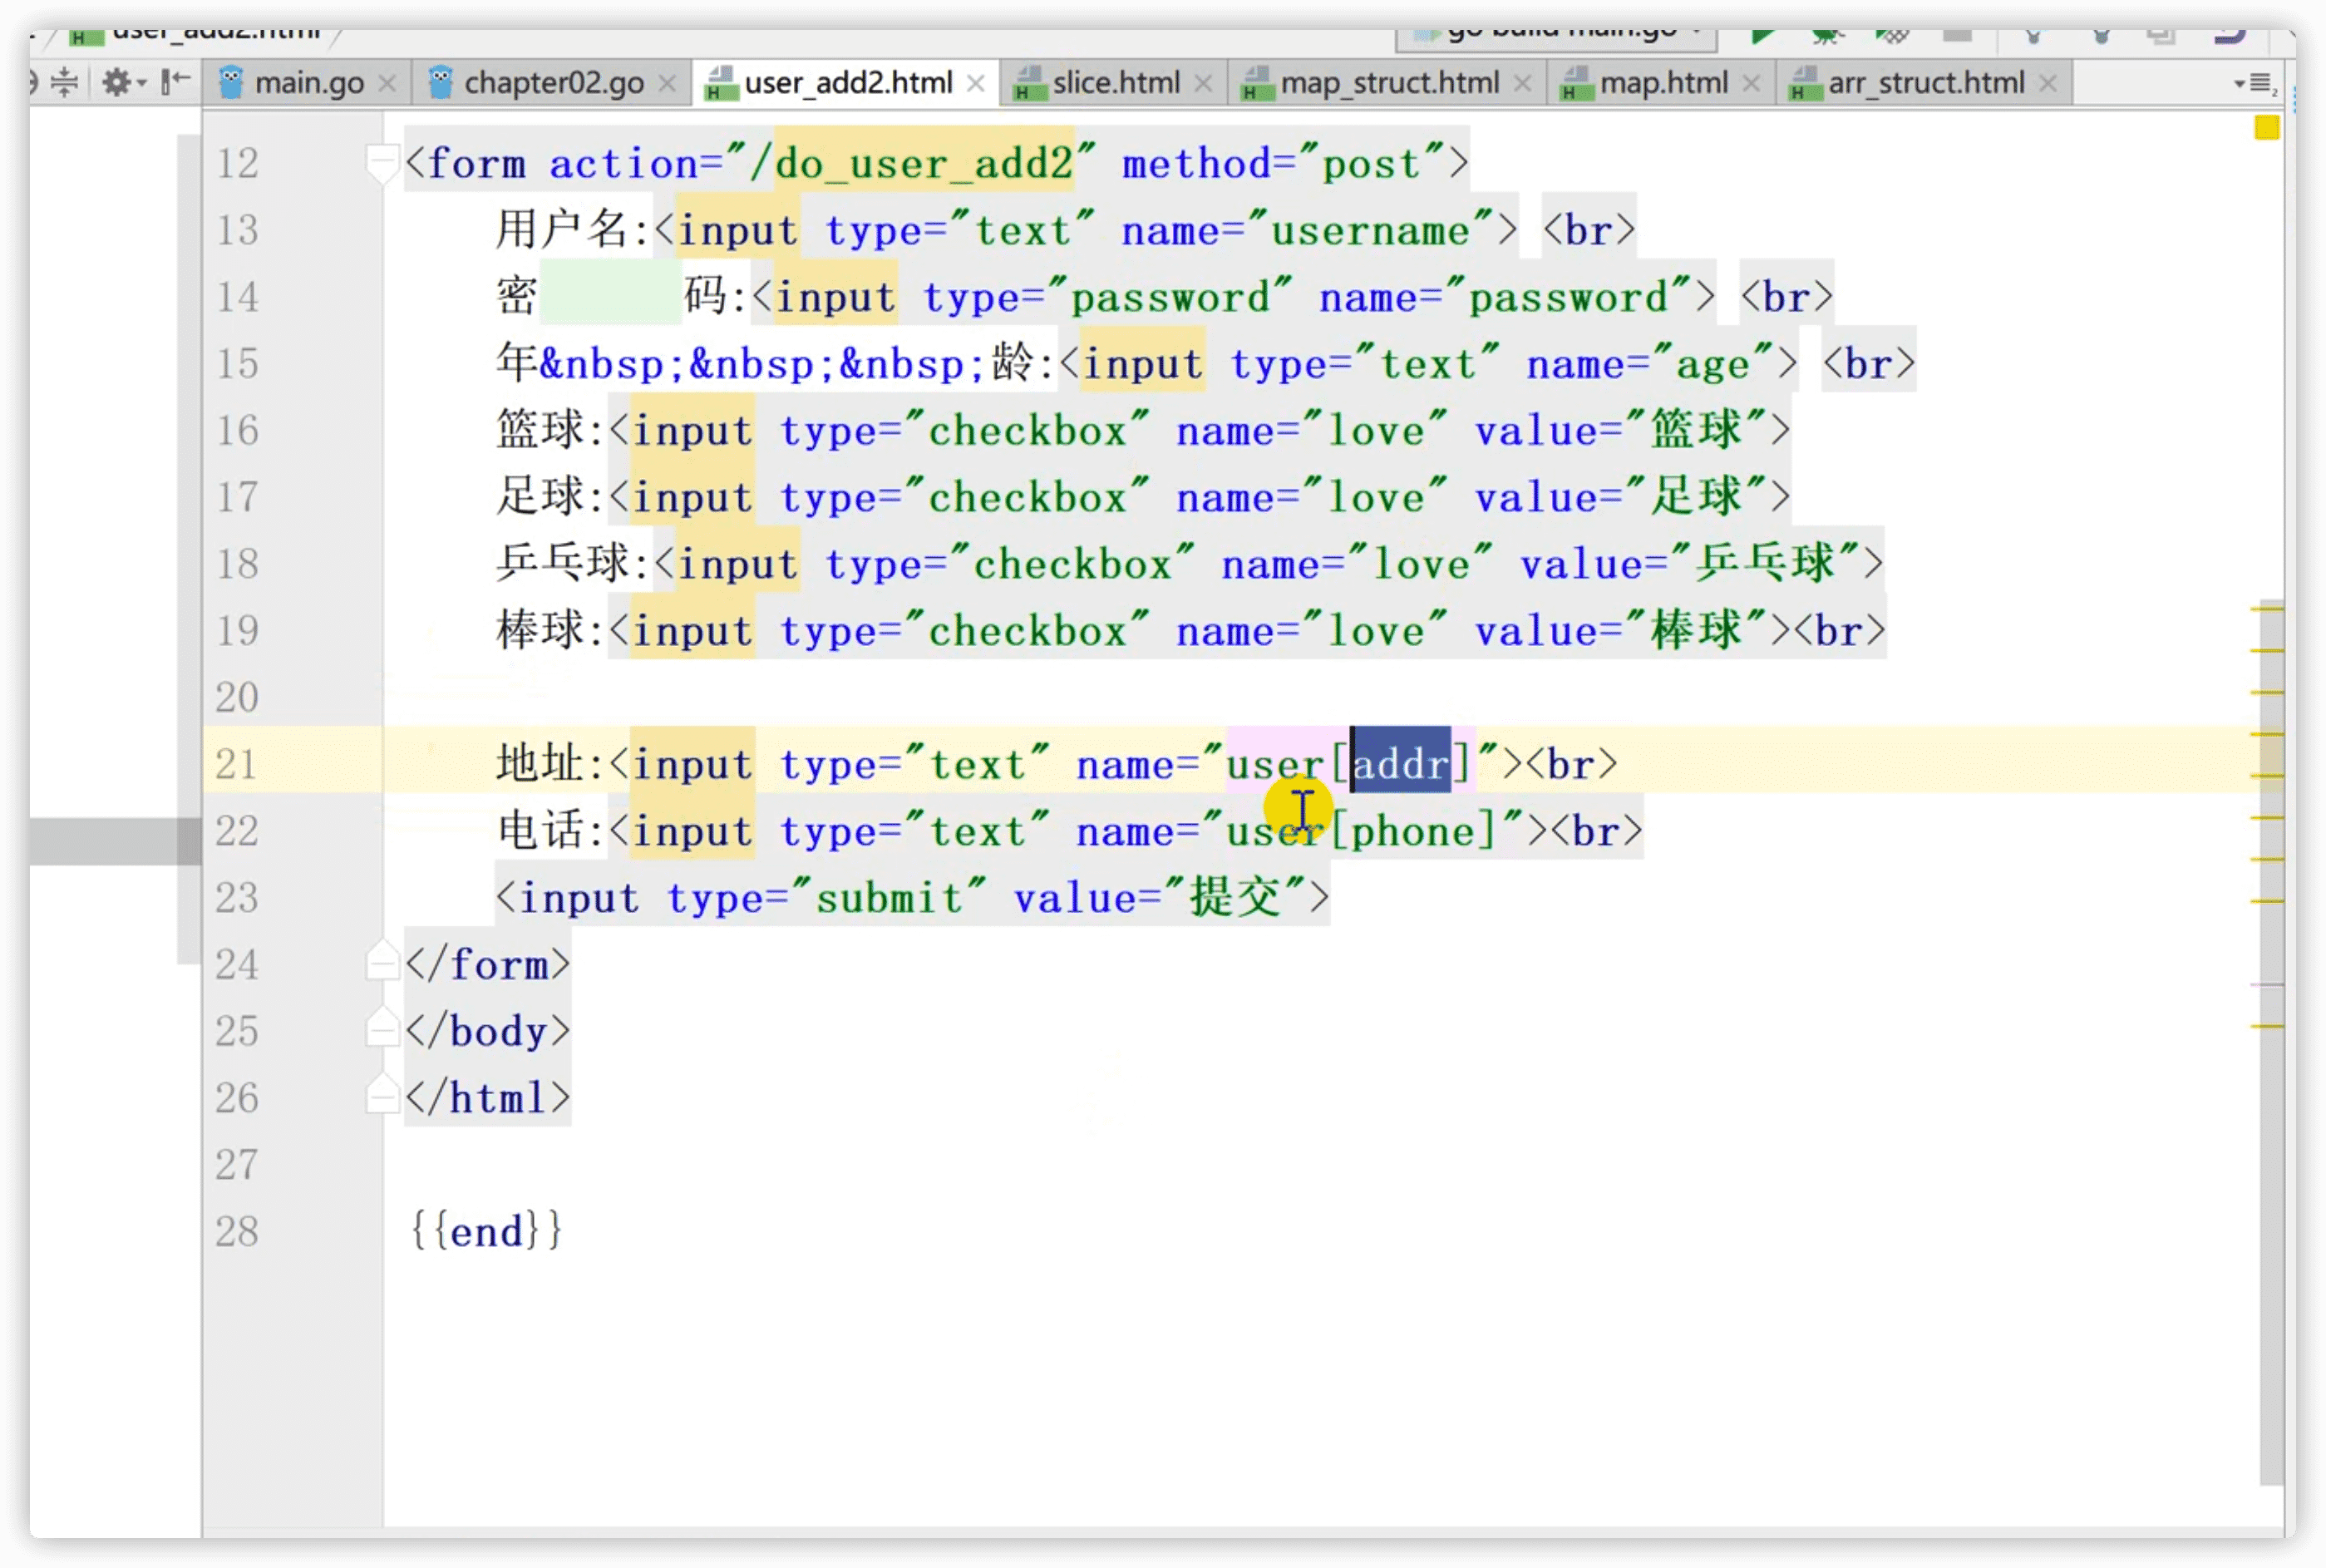 user_add2.html go build main.go
main.go chapter02.go user_add2.html slice.html map_struct.html map.html arr_struct.html
12 <form action="/do_user_add2" method="post">
13 用户名:<input type="text" name="username"> <br>
14 密 码:<input type="password" name="password"> <br>
15 年&nbsp;&nbsp;&nbsp;龄:<input type="text" name="age"> <br>
16 篮球:<input type="checkbox" name="love" value="篮球">
17 足球:<input type="checkbox" name="love" value="足球">
18 乒乓球:<input type="checkbox" name="love" value="乒乓球">
19 棒球:<input type="checkbox" name="love" value="棒球"><br>
20
21 地址:<input type="text" name="user[addr]"><br>
22 电话:<input type="text" name="user[phone]"><br>
23 <input type="submit" value="提交">
24 </form>
25 </body>
26 </html>
27
28 {{end}}